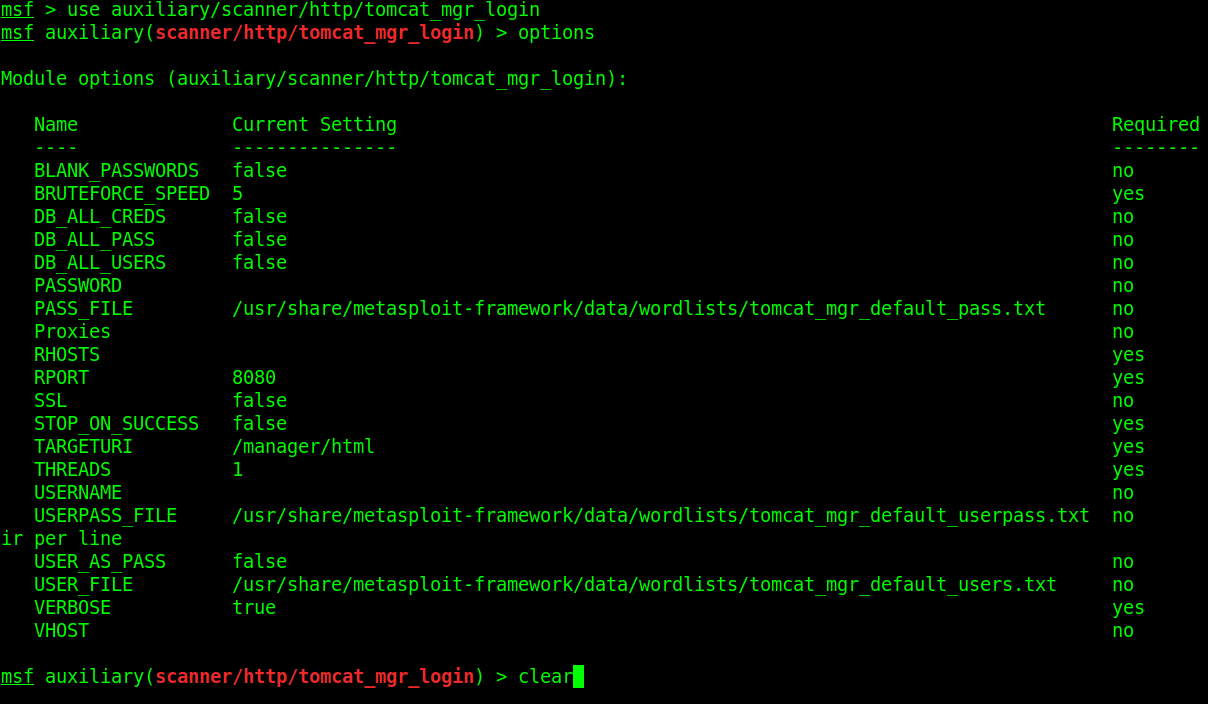 msf > use auxiliary/scanner/http/tomcat_mgr_login
msf auxiliary(scanner/http/tomcat_mgr_login) > options
Module options (auxiliary/scanner/http/tomcat_mgr_login):
Name Current Setting Required
---- --------------- --------
BLANK_PASSWORDS false no
BRUTEFORCE_SPEED 5 yes
DB_ALL_CREDS false no
DB_ALL_PASS false no
DB_ALL_USERS false no
PASSWORD no
PASS_FILE /usr/share/metasploit-framework/data/wordlists/tomcat_mgr_default_pass.txt no
Proxies no
RHOSTS yes
RPORT 8080 yes
SSL false no
STOP_ON_SUCCESS false yes
TARGETURI /manager/html yes
THREADS 1 yes
USERNAME no
USERPASS_FILE /usr/share/metasploit-framework/data/wordlists/tomcat_mgr_default_userpass.txt no
ir per line
USER_AS_PASS false no
USER_FILE /usr/share/metasploit-framework/data/wordlists/tomcat_mgr_default_users.txt no
VERBOSE true yes
VHOST no
msf auxiliary(scanner/http/tomcat_mgr_login) > clear